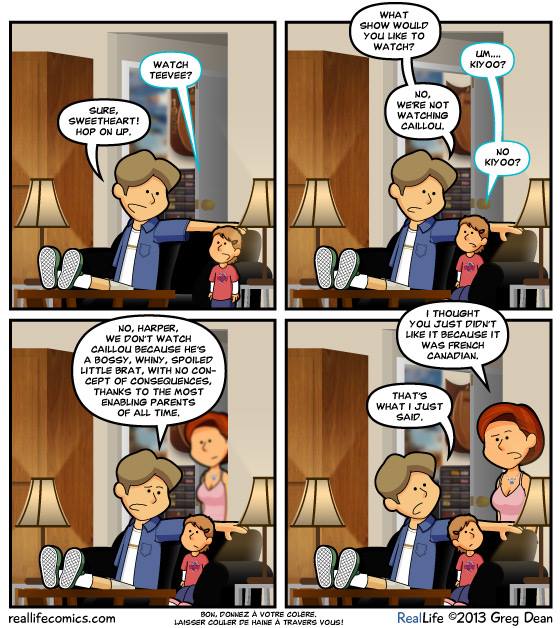 WATCH
TEEVEE?
SURE,
SWEETHEART!
HOP ON UP.
WHAT
SHOW WOULD
YOU LIKE TO
WATCH?
UM....
KIYOO?
NO,
WE'RE NOT
WATCHING
CAILLOU.
NO
KIYOO?
NO, HARPER,
WE DON'T WATCH
CAILLOU BECAUSE HE'S
A BOSSY, WHINY, SPOILED
LITTLE BRAT, WITH NO CON-
CEPT OF CONSEQUENCES,
THANKS TO THE MOST
ENABLING PARENTS
OF ALL TIME.
I THOUGHT
YOU JUST DIDN'T
LIKE IT BECAUSE IT
WAS FRENCH
CANADIAN.
THAT'S
WHAT I JUST
SAID.
reallifecomics.com
BON, DONNEZ À VOTRE COLERE.
LAISSER COULER DE HAINE À TRAVERS VOUS!
RealLife ©2013 Greg Dean